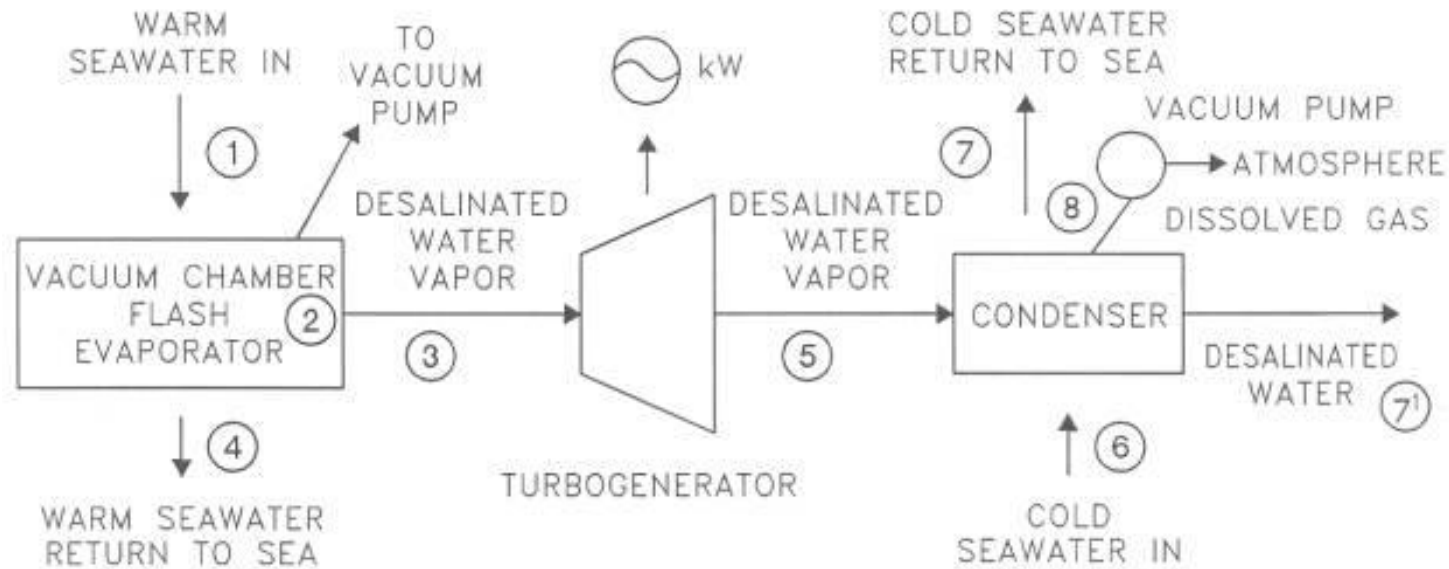 WARM
SEAWATER IN
TO
VACUUM
PUMP
kW
COLD SEAWATER
RETURN TO SEA
VACUUM PUMP
ATMOSPHERE
DISSOLVED GAS
1
7
8
DESALINATED
WATER
VAPOR
DESALINATED
WATER
VAPOR
VACUUM CHAMBER
FLASH
EVAPORATOR
2
3
5
CONDENSER
DESALINATED
WATER
7¹
4
6
TURBOGENERATOR
WARM SEAWATER
RETURN TO SEA
COLD
SEAWATER IN